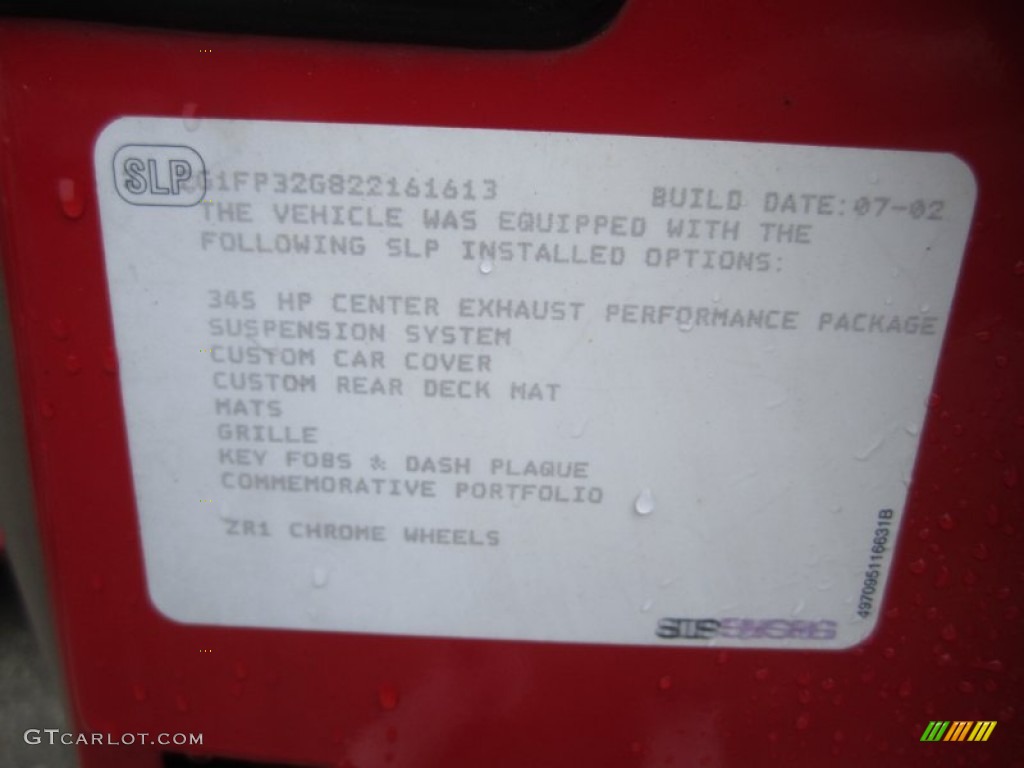 SLP
2G1FP32G822161613 BUILD DATE:07-02
THE VEHICLE WAS EQUIPPED WITH THE
FOLLOWING SLP INSTALLED OPTIONS:
345 HP CENTER EXHAUST PERFORMANCE PACKAGE
SUSPENSION SYSTEM
CUSTOM CAR COVER
CUSTOM REAR DECK MAT
MATS
GRILLE
KEY FOBS & DASH PLAQUE
COMMEMORATIVE PORTFOLIO
ZR1 CHROME WHEELS
4970951166318
GTCARLOT.COM